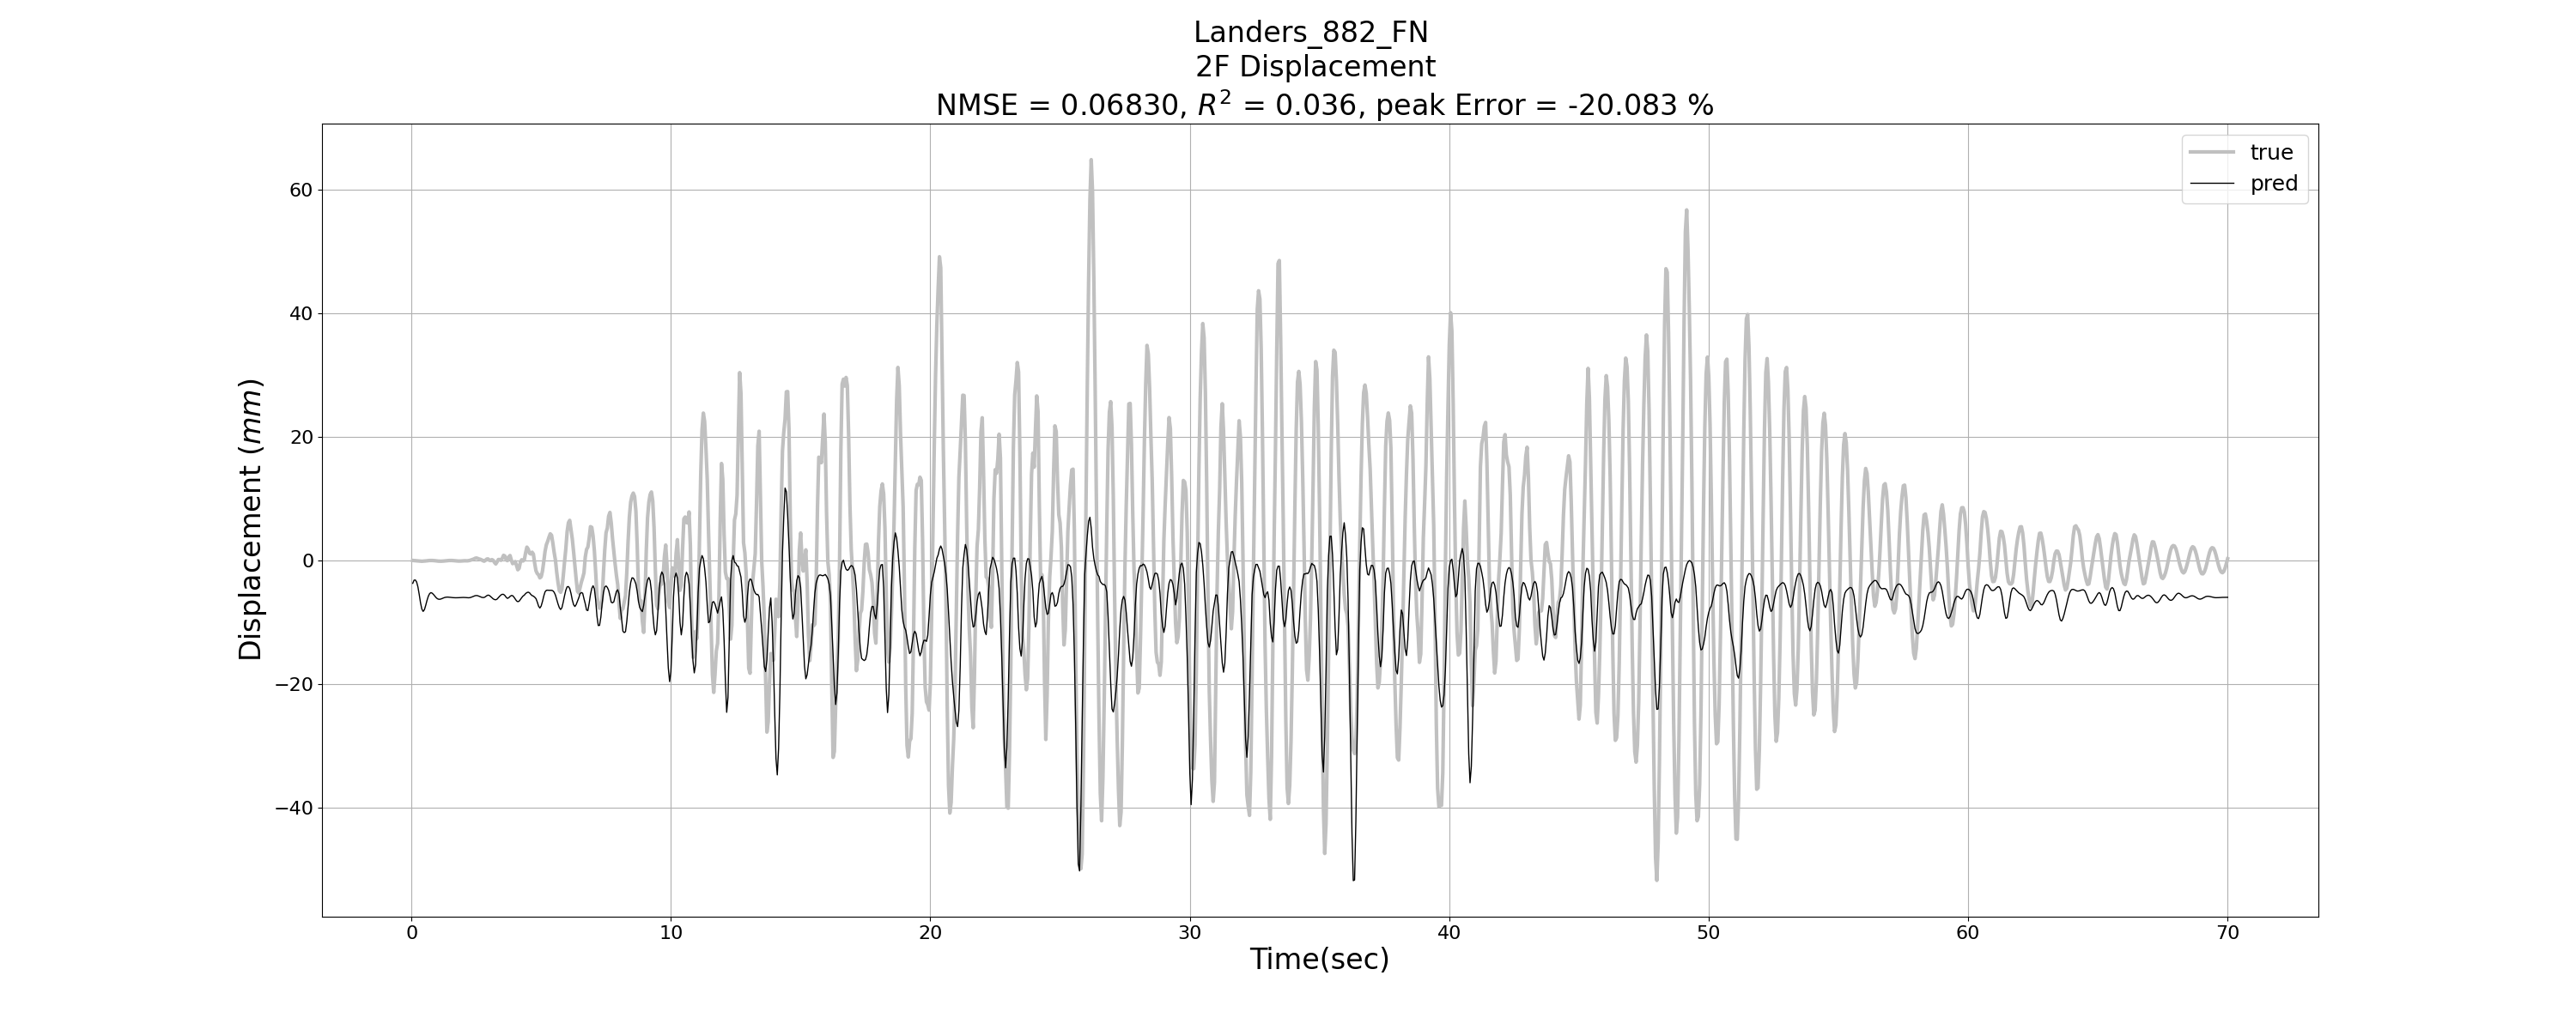 Landers_882_FN
2F Displacement
NMSE = 0.06830, R² = 0.036, peak Error = -20.083 %
true
pred
Displacement (mm)
60
40
20
0
−20
−40
0 10 20 30 40 50 60 70
Time(sec)